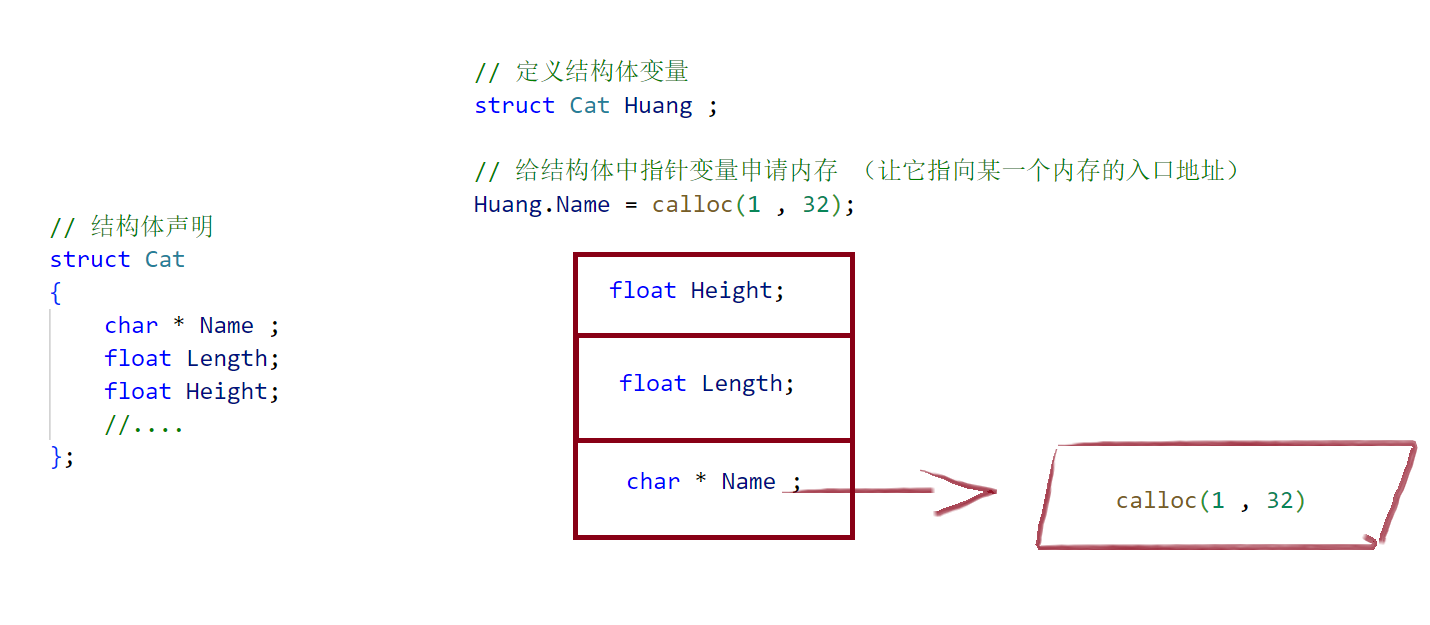 // 结构体声明
struct Cat
{
    char * Name ;
    float Length;
    float Height;
    //....
};
// 定义结构体变量
struct Cat Huang ;
// 给结构体中指针变量申请内存 （让它指向某一个内存的入口地址）
Huang.Name = calloc(1 , 32);
float Height;
float Length;
char * Name ;
calloc(1 , 32)